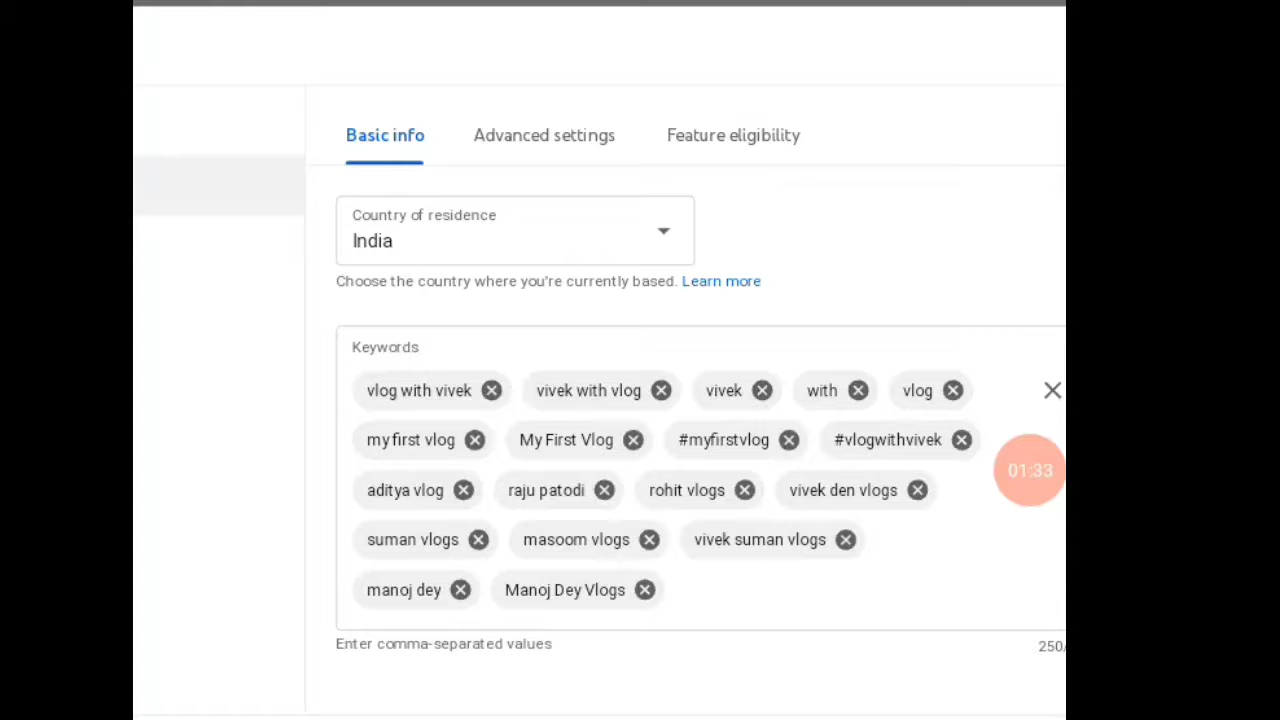 Basic info Advanced settings Feature eligibility
Country of residence
India
Choose the country where you're currently based. Learn more
Keywords
vlog with vivek vivek with vlog vivek with vlog
my first vlog My First Vlog #myfirstvlog #vlogwithvivek
01:33
aditya vlog raju patodi rohit vlogs vivek den vlogs
suman vlogs masoom vlogs vivek suman vlogs
manoj dey Manoj Dey Vlogs
Enter comma-separated values
250/